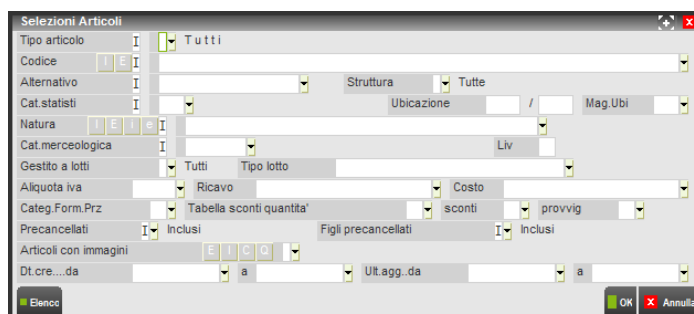 Selezioni Articoli
Tipo articolo I Tutti
Codice I E I
Alternativo I Struttura Tutte
Cat.statisti I Ubicazione / Mag.Ubi
Natura I E i e I
Cat.merceologica I Liv
Gestito a lotti Tutti Tipo lotto
Aliquota iva Ricavo Costo
Categ.Form.Prz Tabella sconti quantita' sconti provvig
Precancellati I Inclusi Figli precancellati I Inclusi
Articoli con immagini E I C Q
Dt.cre....da a Ult.agg..da a
Elenco OK X Annulla